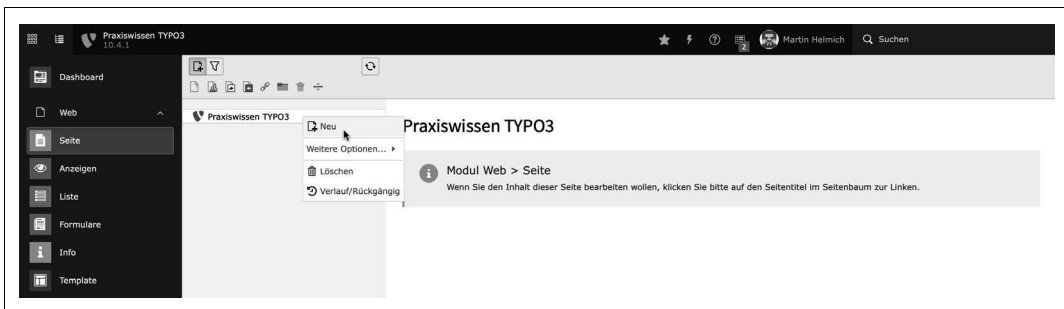 Praxiswissen TYPO3
10.4.1
2
Martin Helmich
Suchen
Dashboard
Web
Seite
Anzeigen
Liste
Formulare
Info
Template
Praxiswissen TYPO3
Neu
Weitere Optionen...
Löschen
Verlauf/Rückgängig
Praxiswissen TYPO3
Modul Web > Seite
Wenn Sie den Inhalt dieser Seite bearbeiten wollen, klicken Sie bitte auf den Seitentitel im Seitenbaum zur Linken.